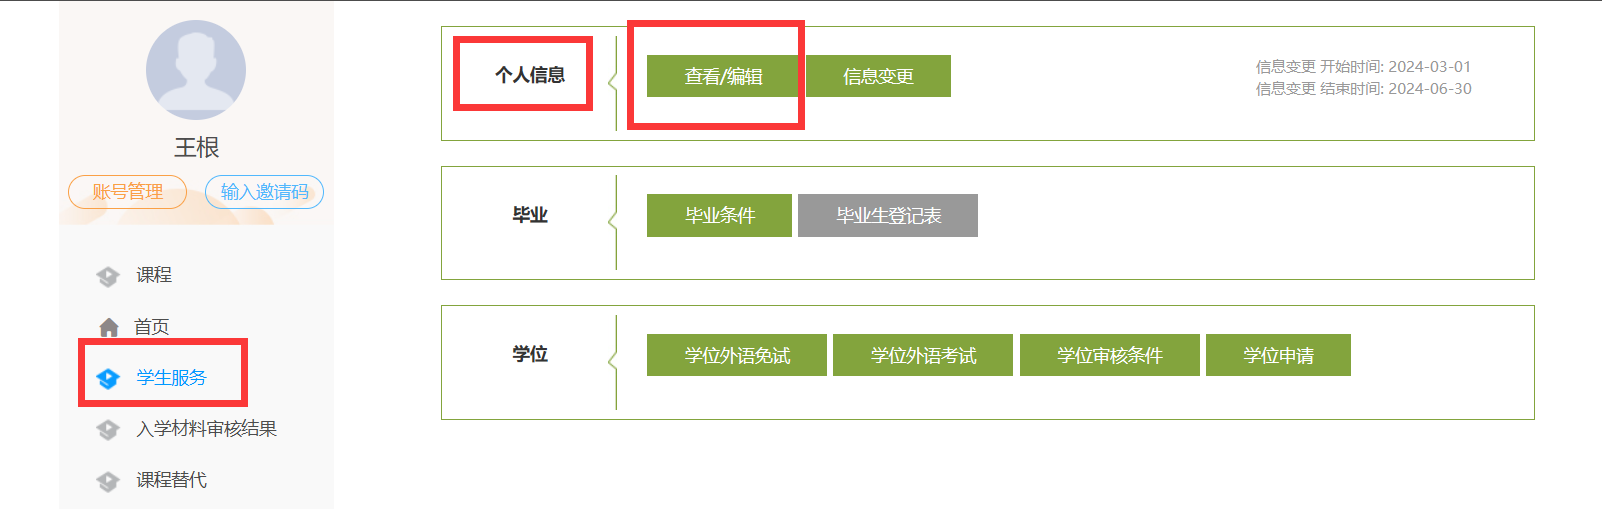 王根
账号管理
输入邀请码
课程
首页
学生服务
入学材料审核结果
课程替代
个人信息
查看/编辑
信息变更
信息变更 开始时间: 2024-03-01
信息变更 结束时间: 2024-06-30
毕业
毕业条件
毕业生登记表
学位
学位外语免试
学位外语考试
学位审核条件
学位申请